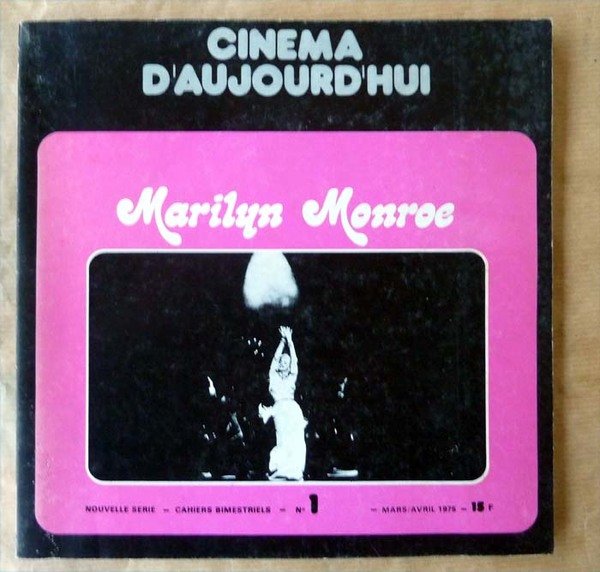 CINEMA
D'AUJOURD'HUI
Marilyn Monroe
NOUVELLE SERIE – CAHIERS BIMESTRIELS – N° 1 – MARS/AVRIL 1975 – 15 F